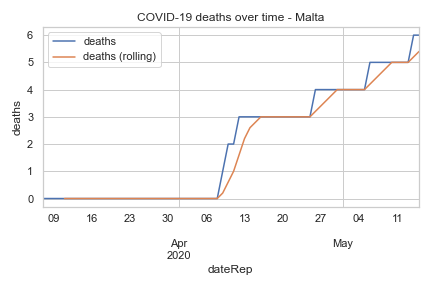 COVID-19 deaths over time - Malta
deaths
deaths (rolling)
6
5
4
3
2
1
0
deaths
09 16 23 30 06 13 20 27 04 11
Apr May
2020
dateRep